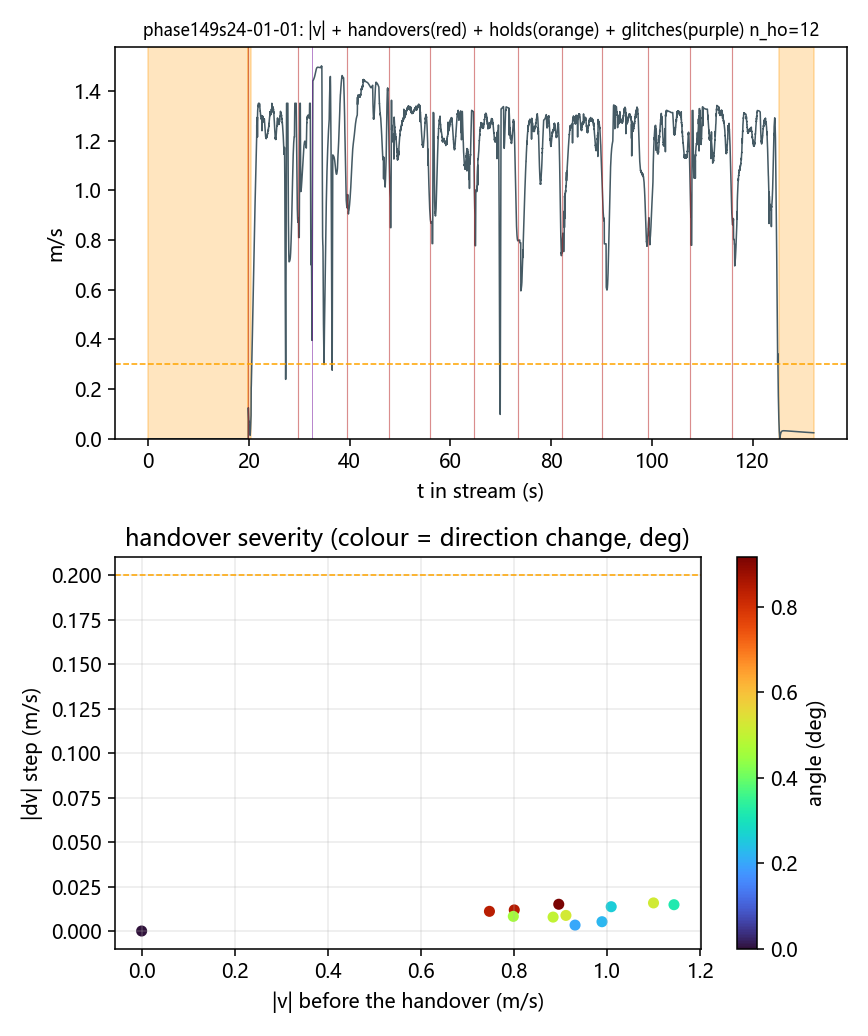 phase149s24-01-01: |v| + handovers(red) + holds(orange) + glitches(purple) n_ho=12
1.4
1.2
1.0
0.8
0.6
0.4
0.2
0.0
m/s
0 20 40 60 80 100 120
t in stream (s)
handover severity (colour = direction change, deg)
0.200
0.175
0.150
0.125
0.100
0.075
0.050
0.025
0.000
|dv| step (m/s)
0.0 0.2 0.4 0.6 0.8 1.0 1.2
|v| before the handover (m/s)
0.8
0.6
0.4
0.2
0.0
angle (deg)